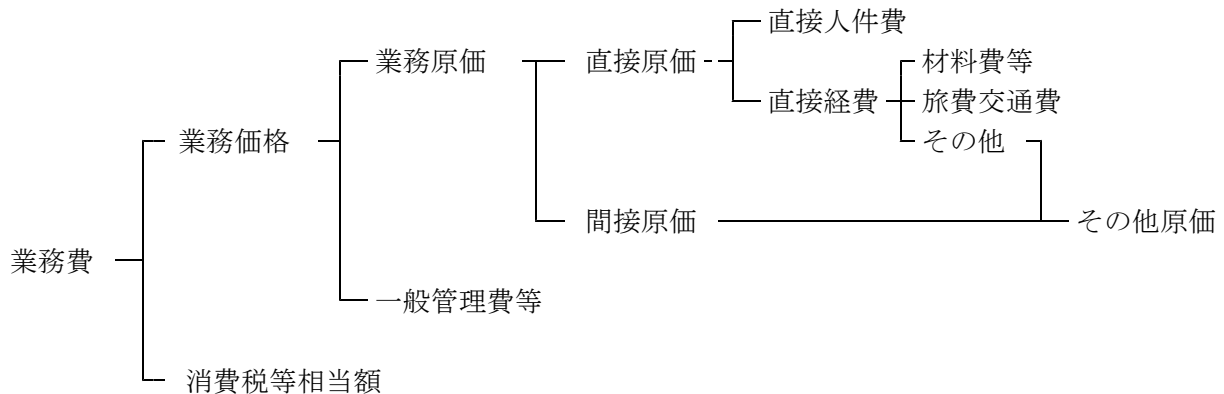 直接人件費
業務原価 直接原価 材料費等
直接経費 旅費交通費
業務価格 その他
間接原価 その他原価
業務費
一般管理費等
消費税等相当額